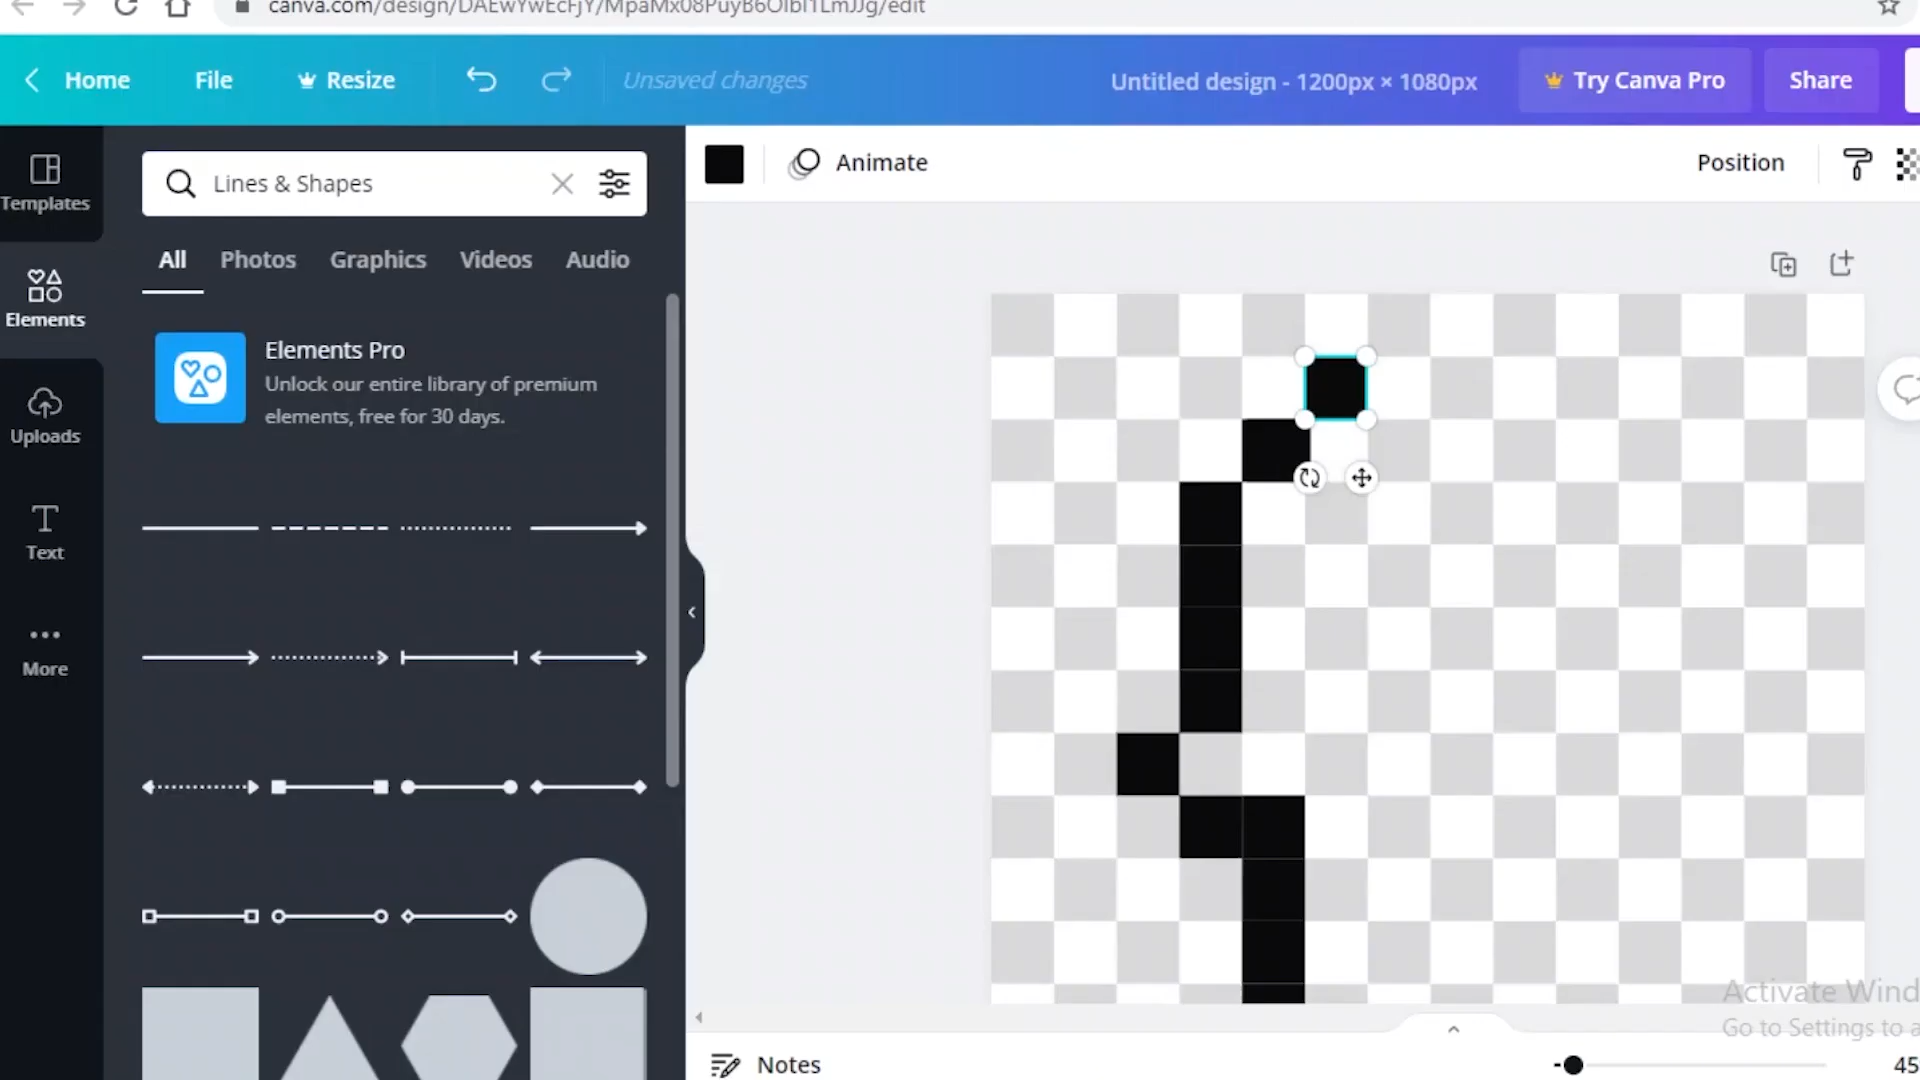 Home File Resize Unsaved changes Untitled design - 1200px × 1080px Try Canva Pro Share
Templates
Elements
Uploads
Text
More
Lines & Shapes
All Photos Graphics Videos Audio
Elements Pro
Unlock our entire library of premium
elements, free for 30 days.
Animate
Position
Activate Wind
Go to Settings to a
Notes
45